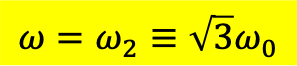 ω = ω₂ ≡ √3ω₀